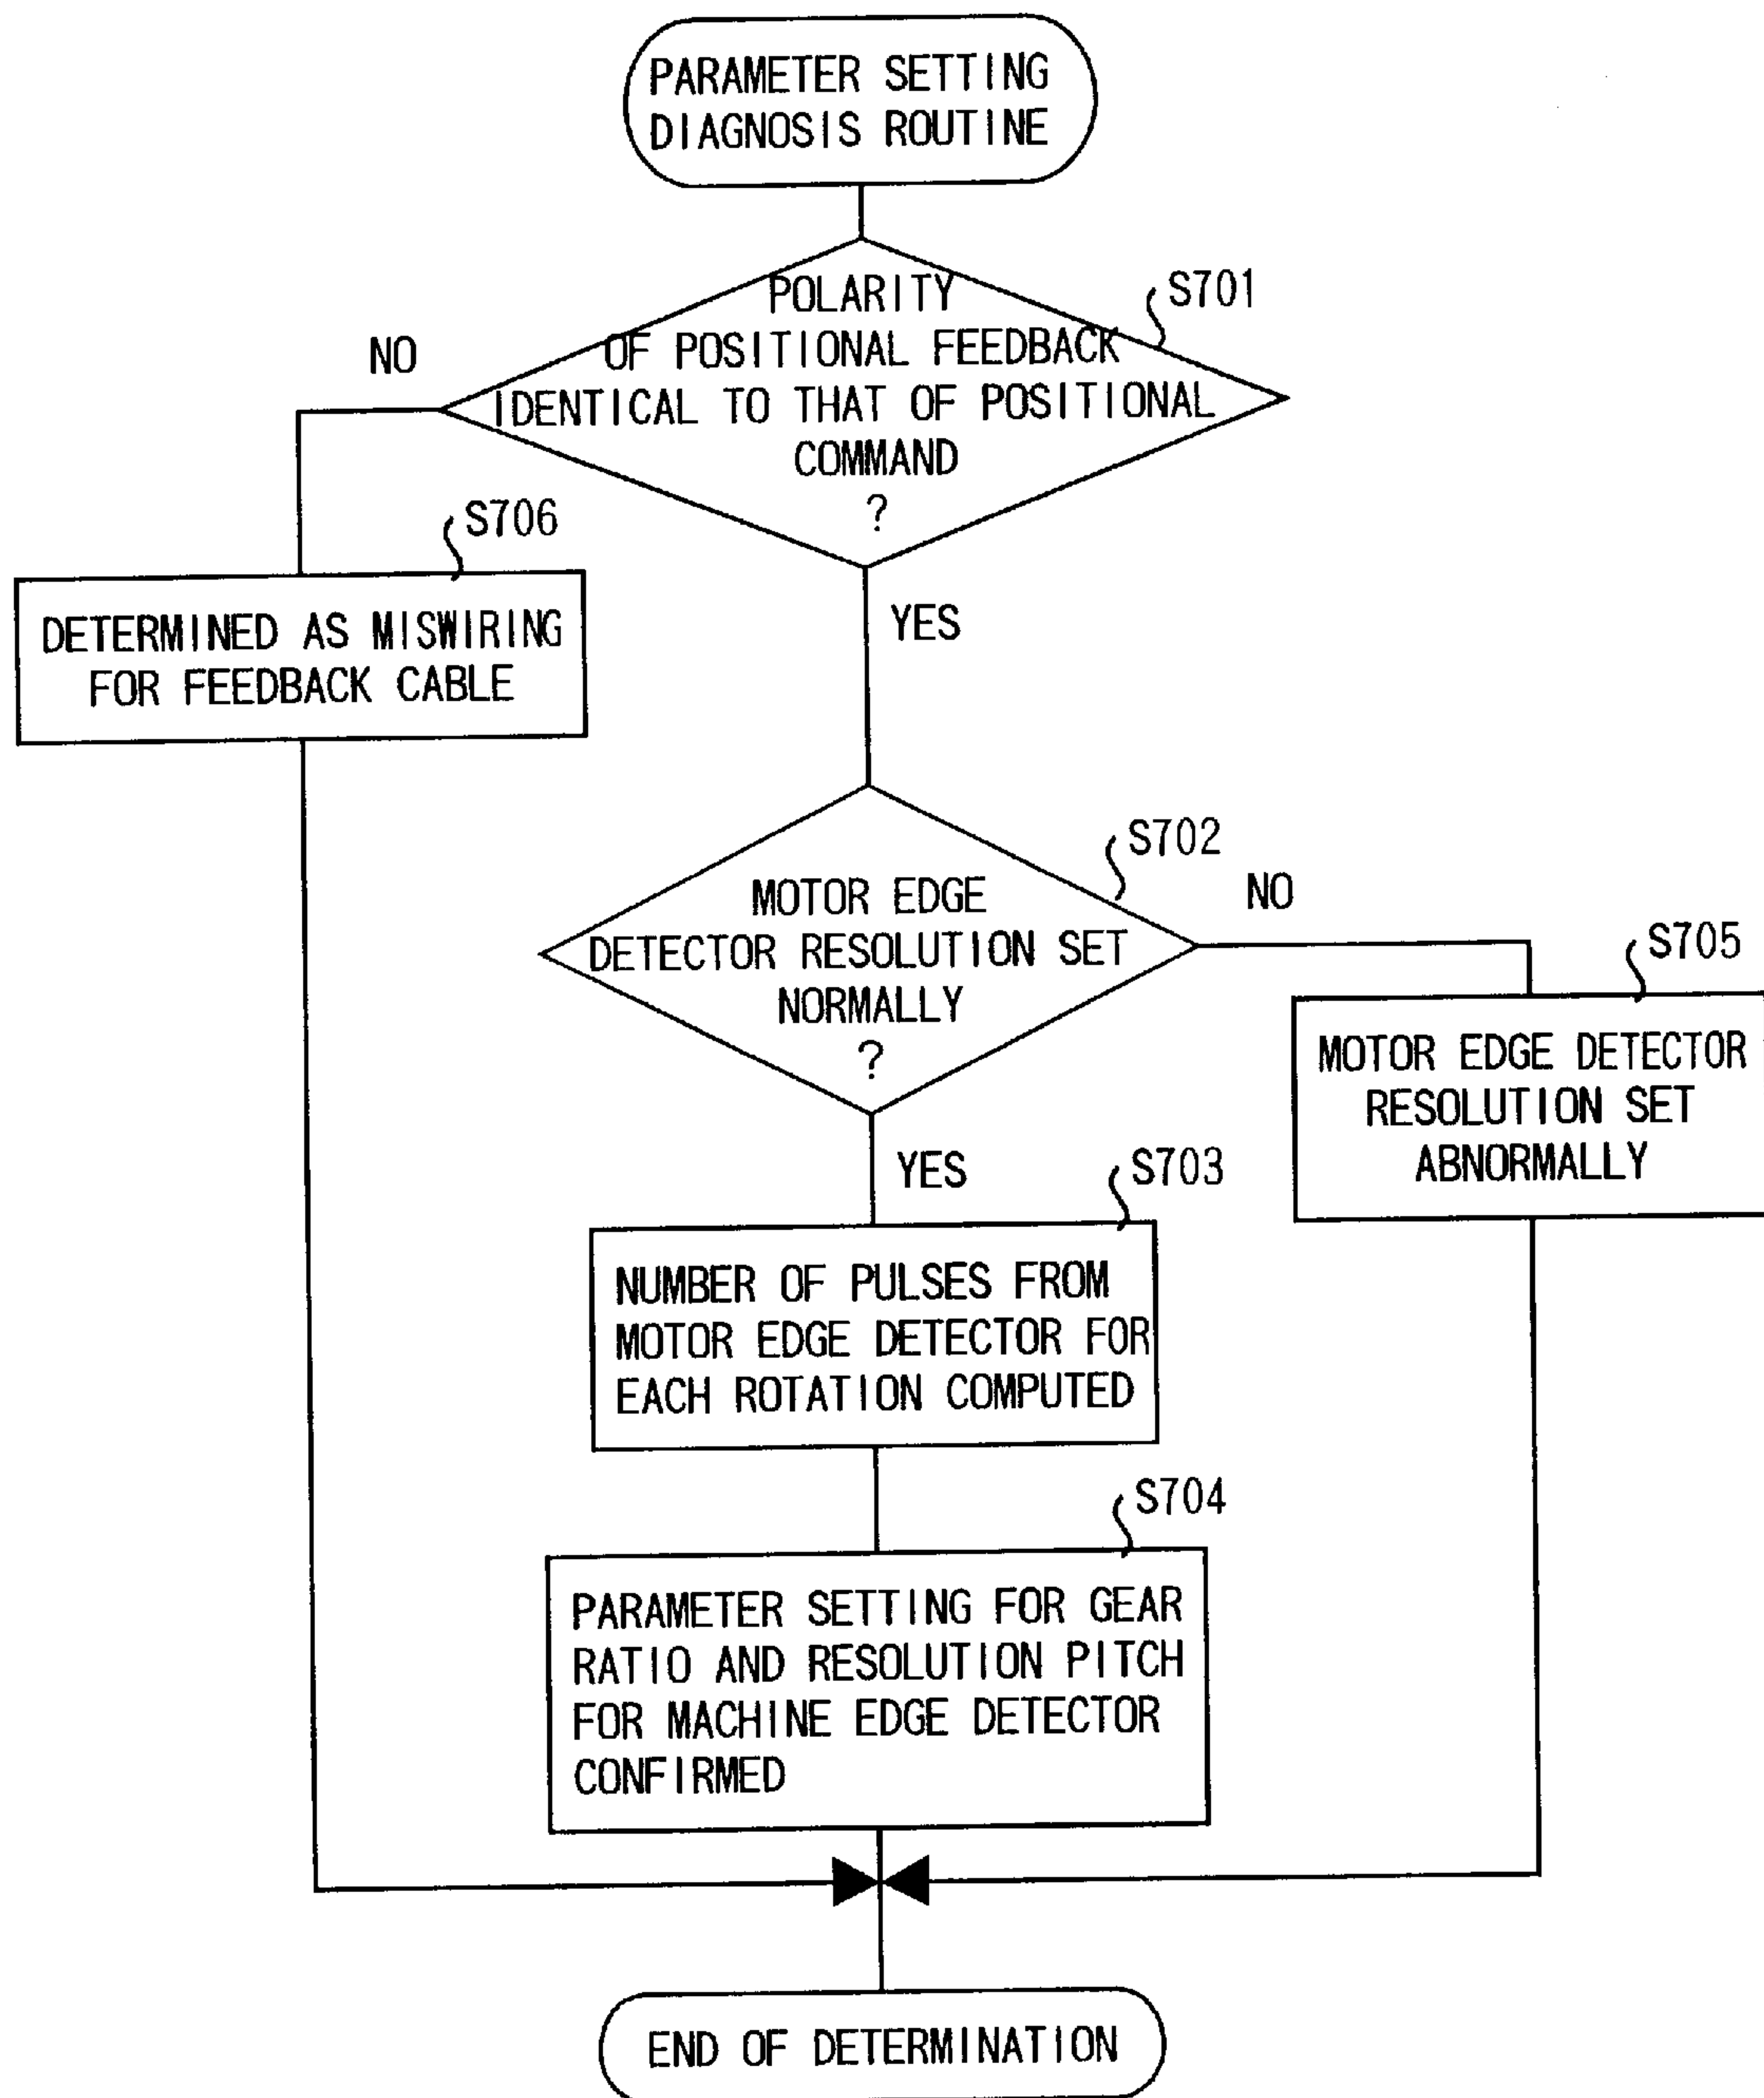 PARAMETER SETTING
DIAGNOSIS ROUTINE
S701
POLARITY
OF POSITIONAL FEEDBACK
IDENTICAL TO THAT OF POSITIONAL
COMMAND
?
NO
YES
S706
DETERMINED AS MISWIRING
FOR FEEDBACK CABLE
S702
MOTOR EDGE
DETECTOR RESOLUTION SET
NORMALLY
?
NO
YES
S705
MOTOR EDGE DETECTOR
RESOLUTION SET
ABNORMALLY
S703
NUMBER OF PULSES FROM
MOTOR EDGE DETECTOR FOR
EACH ROTATION COMPUTED
S704
PARAMETER SETTING FOR GEAR
RATIO AND RESOLUTION PITCH
FOR MACHINE EDGE DETECTOR
CONFIRMED
END OF DETERMINATION